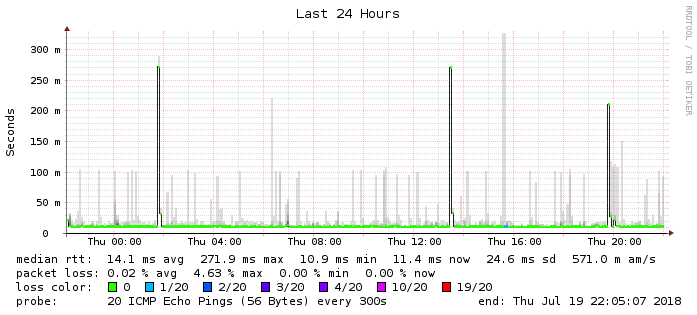 Last 24 Hours
RRDTOOL / TOBI OETIKER
Seconds
300 m
250 m
200 m
150 m
100 m
50 m
0
Thu 00:00 Thu 04:00 Thu 08:00 Thu 12:00 Thu 16:00 Thu 20:00
median rtt: 14.1 ms avg 271.9 ms max 10.9 ms min 11.4 ms now 24.6 ms sd 571.0 m am/s
packet loss: 0.02 % avg 4.63 % max 0.00 % min 0.00 % now
loss color: 0 1/20 2/20 3/20 4/20 10/20 19/20
probe: 20 ICMP Echo Pings (56 Bytes) every 300s end: Thu Jul 19 22:05:07 2018